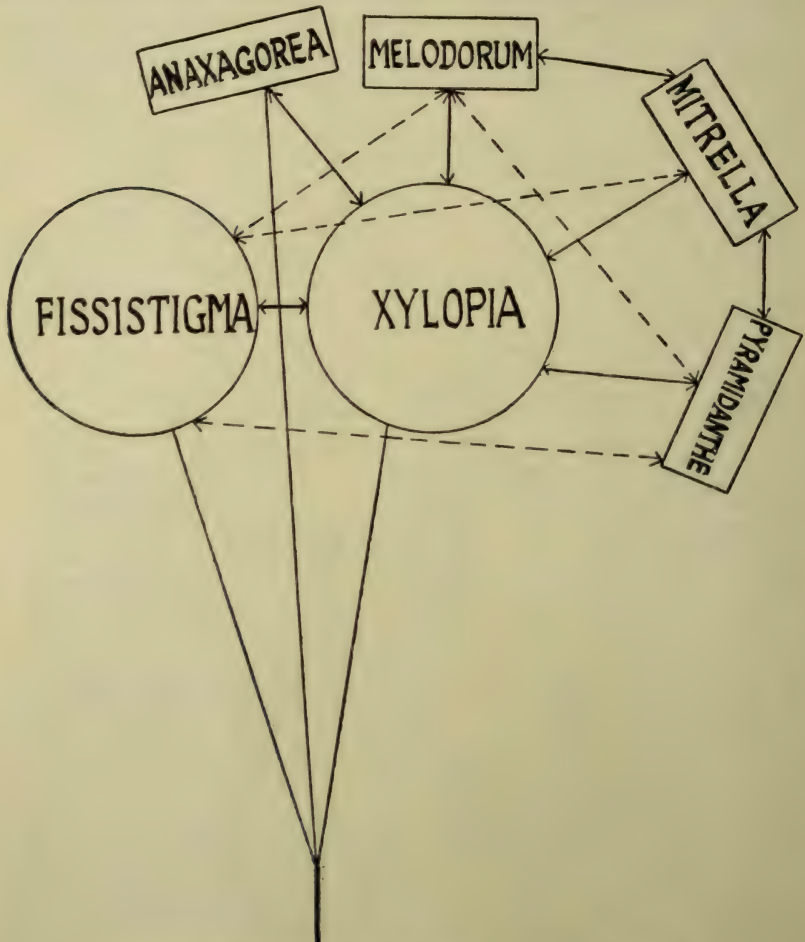 ANAXAGOREA
MELODORUM
MITRELLA
FISSISTIGMA
XYLOPIA
PYRAMIDANTHE